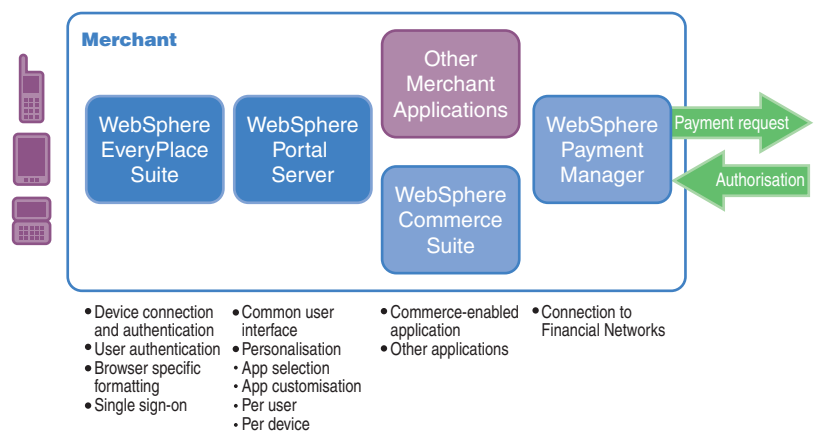 Merchant
WebSphere
EveryPlace
Suite
WebSphere
Portal
Server
Other
Merchant
Applications
WebSphere
Commerce
Suite
WebSphere
Payment
Manager
Payment request
Authorisation
• Device connection
and authentication
• User authentication
• Browser specific
formatting
• Single sign-on
• Common user
interface
• Personalisation
• App selection
• App customisation
• Per user
• Per device
• Commerce-enabled
application
• Other applications
• Connection to
Financial Networks